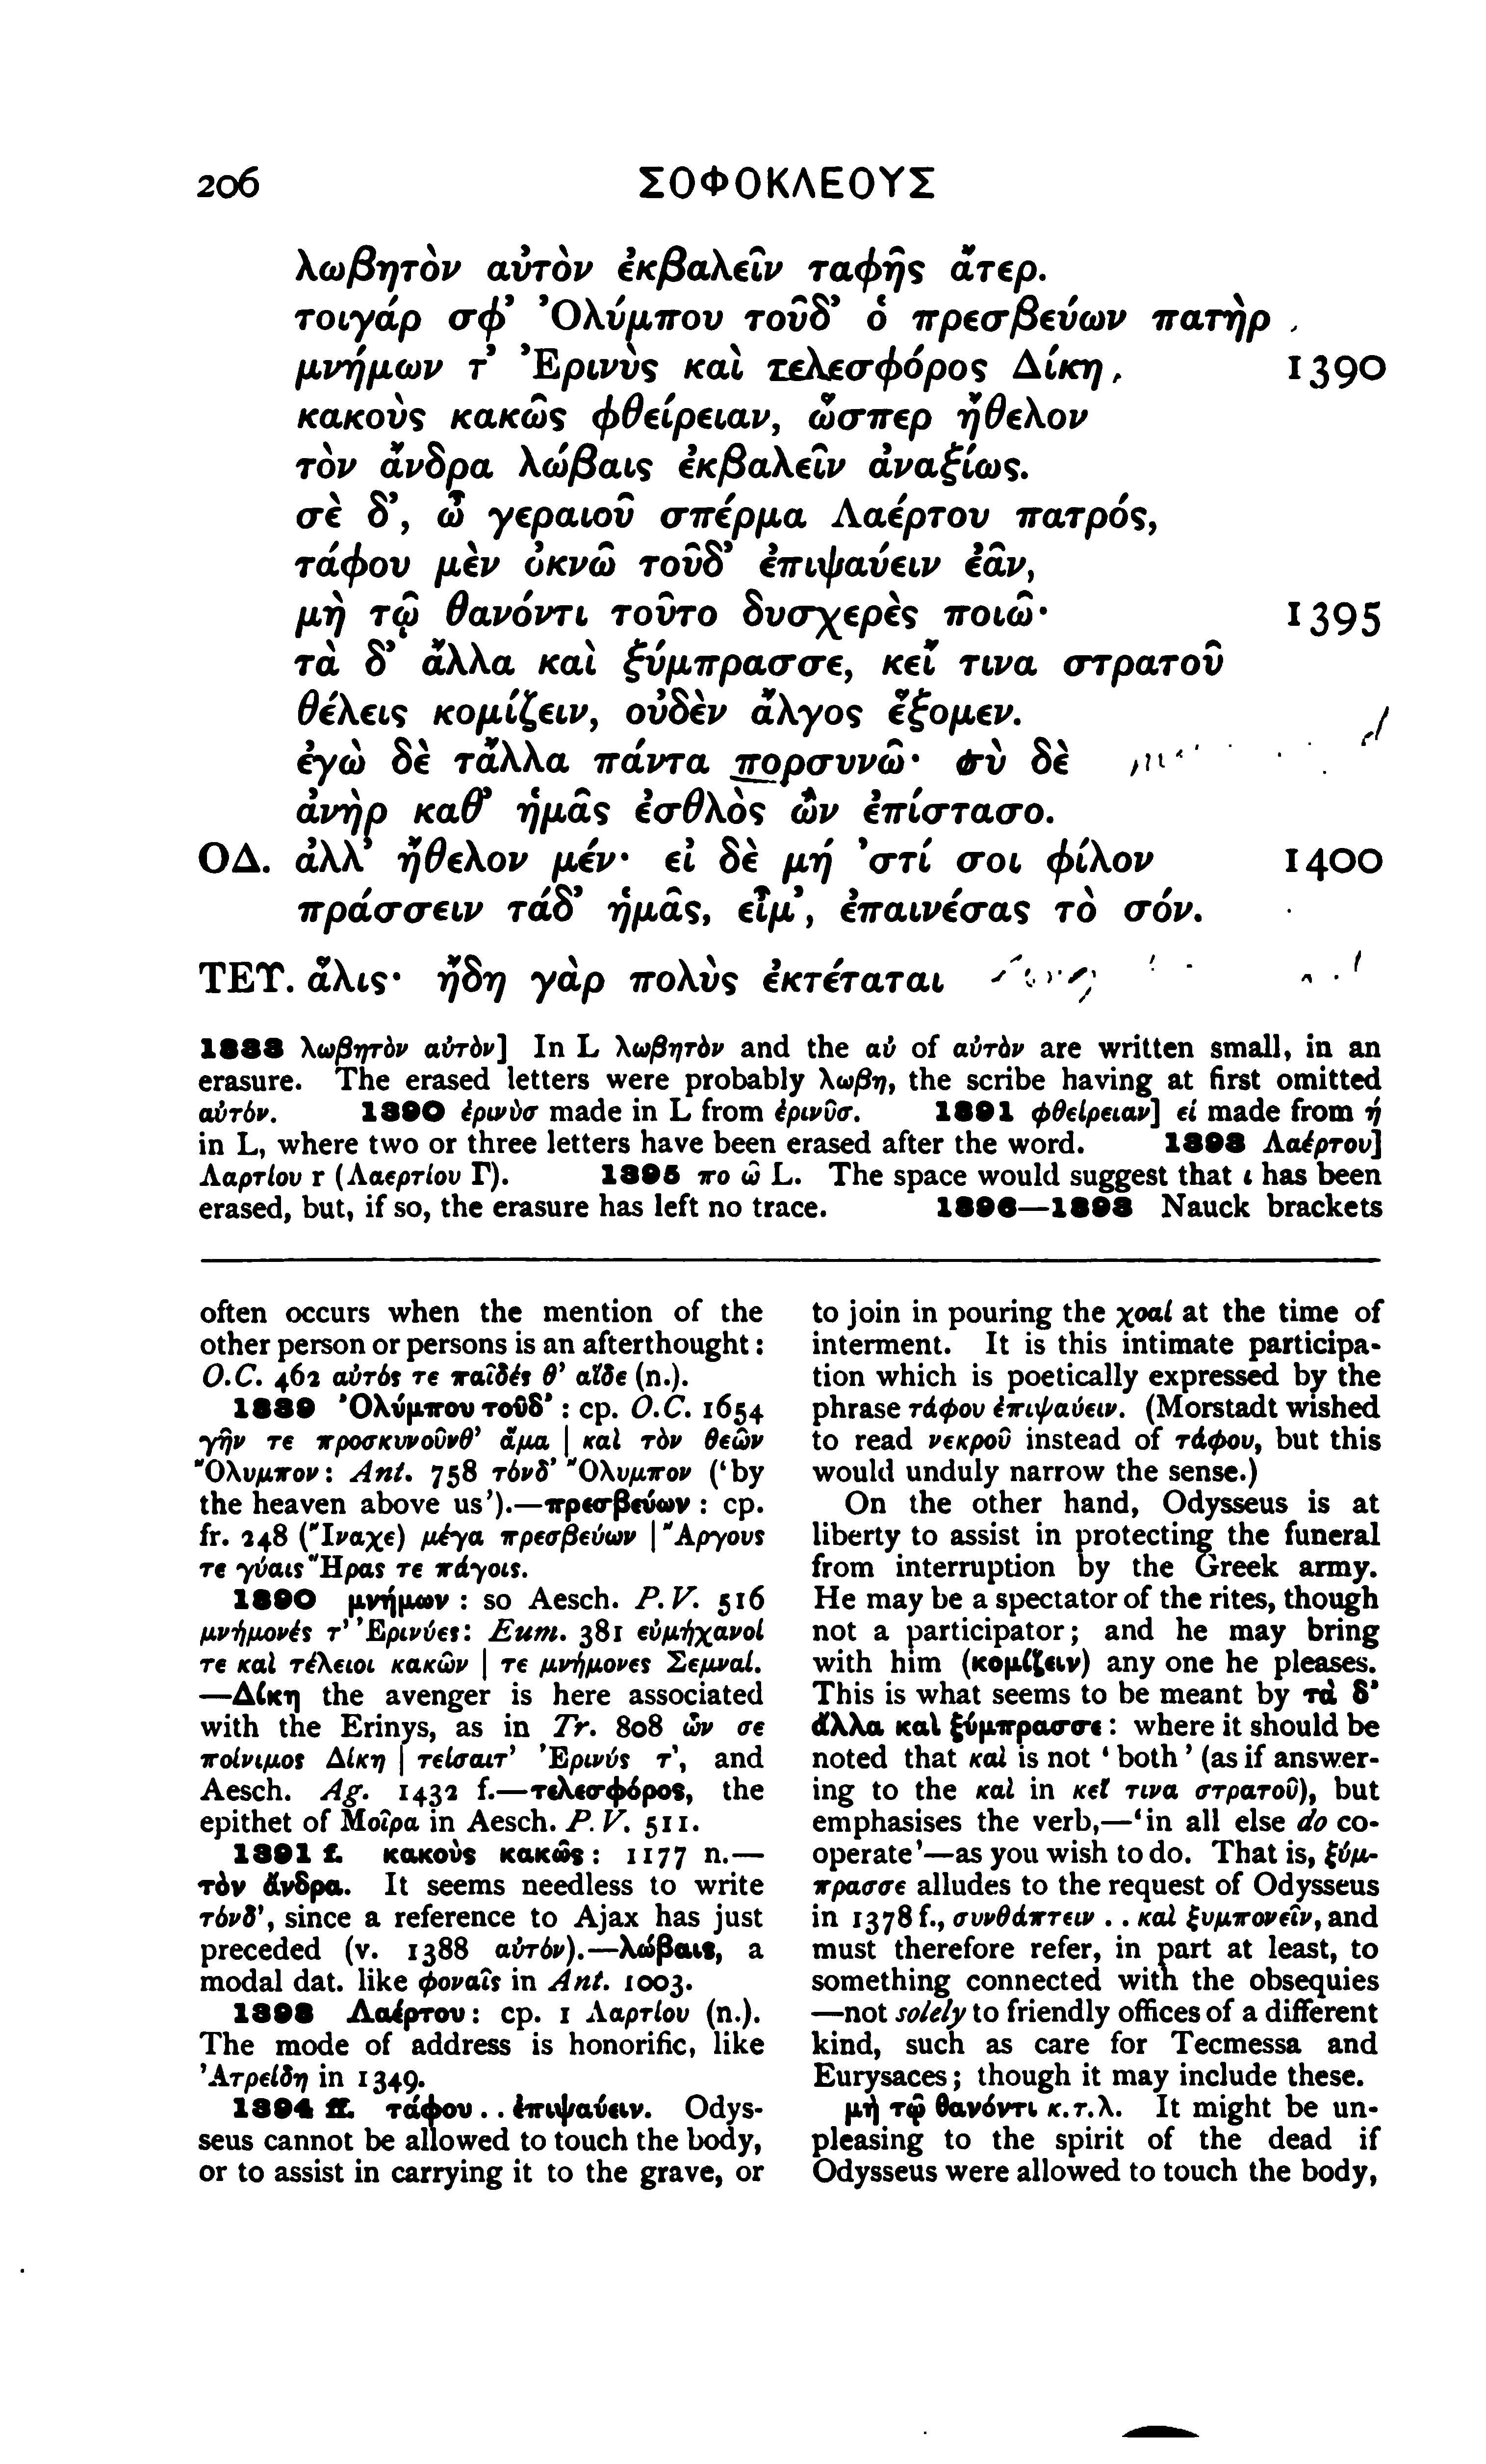 206
ΣΟΦΟΚΛΕΟΥΣ
λωβητὸν αὐτὸν ἐκβαλεῖν ταφῆς ἄτερ.
τοιγάρ σφ' Ὀλύμπου τοῦδ' ὁ πρεσβεύων πατὴρ
μνήμων τ' Ἐρινὺς καὶ τελεσφόρος Δίκη 1390
κακοὺς κακῶς φθείρειαν, ὥσπερ ἤθελον
τὸν ἄνδρα λώβαις ἐκβαλεῖν ἀναξίως.
σὲ δ', ὦ γεραιοῦ σπέρμα Λαέρτου πατρός,
τάφου μὲν ὀκνῶ τοῦδ' ἐπιψαύειν ἐᾶν,
μὴ τῷ θανόντι τοῦτο δυσχερὲς ποιῶ· 1395
τὰ δ' ἄλλα καὶ ξύμπρασσε, κεἴ τινα στρατοῦ
θέλεις κομίζειν, οὐδὲν ἄλγος ἕξομεν.
ἐγὼ δὲ τἄλλα πάντα πορσυνῶ· σὺ δὲ
ἀνὴρ καθ' ἡμᾶς ἐσθλὸς ὢν ἐπίστασο.
ΟΔ. ἀλλ' ἤθελον μέν· εἰ δὲ μή 'στί σοι φίλον 1400
πράσσειν τάδ' ἡμᾶς, εἶμ', ἐπαινέσας τὸ σόν.
ΤΕΥ. ἅλις· ἤδη γὰρ πολὺς ἐκτέταται
1388 λωβητὸν αὐτὸν] In L λωβητὸν and the αὐ of αὐτὸν are written small, in an
erasure. The erased letters were probably λωβη, the scribe having at first omitted
αὐτόν. 1390 ἐρινὺσ made in L from ἐρινῦσ. 1391 φθείρειαν] εί made from ή
in L, where two or three letters have been erased after the word. 1393 Λαέρτου]
Λαρτίου r (Λαερτίου Γ). 1395 πο ῶ L. The space would suggest that ι has been
erased, but, if so, the erasure has left no trace. 1396—1398 Nauck brackets
often occurs when the mention of the
other person or persons is an afterthought:
O.C. 462 αὐτός τε παῖδές θ' αἵδε (n.).
1389 Ὀλύμπου τοῦδ': cp. O.C. 1654
γῆν τε προσκυνοῦνθ' ἅμα | καὶ τὸν θεῶν
Ὄλυμπον: Ant. 758 τόνδ' Ὄλυμπον ('by
the heaven above us').—πρεσβεύων: cp.
fr. 248 (Ἴναχε) μέγα πρεσβεύων | Ἄργους
τε γύαις Ἥρας τε πάγοις.
1390 μνήμων: so Aesch. P.V. 516
μνήμονές τ' Ἐρινύες: Eum. 381 εὐμήχανοί
τε καὶ τέλειοι κακῶν | τε μνήμονες Σεμναί.
—Δίκη the avenger is here associated
with the Erinys, as in Tr. 808 ὧν σε
ποίνιμος Δίκη | τείσαιτ' Ἐρινύς τ', and
Aesch. Ag. 1432 f.—τελεσφόρος, the
epithet of Μοῖρα in Aesch. P.V. 511.
1391 f. κακοὺς κακῶς: 1177 n.—
τὸν ἄνδρα. It seems needless to write
τόνδ', since a reference to Ajax has just
preceded (v. 1388 αὐτόν).—λώβαις, a
modal dat. like φοναῖς in Ant. 1003.
1393 Λαέρτου: cp. 1 Λαρτίου (n.).
The mode of address is honorific, like
Ἀτρείδη in 1349.
1394 ff. τάφου . . ἐπιψαύειν. Odys-
seus cannot be allowed to touch the body,
or to assist in carrying it to the grave, or
to join in pouring the χοαί at the time of
interment. It is this intimate participa-
tion which is poetically expressed by the
phrase τάφου ἐπιψαύειν. (Morstadt wished
to read νεκροῦ instead of τάφου, but this
would unduly narrow the sense.)
On the other hand, Odysseus is at
liberty to assist in protecting the funeral
from interruption by the Greek army.
He may be a spectator of the rites, though
not a participator; and he may bring
with him (κομίζειν) any one he pleases.
This is what seems to be meant by τὰ δ'
ἄλλα καὶ ξύμπρασσε: where it should be
noted that καὶ is not 'both' (as if answer-
ing to the καὶ in κεἴ τινα στρατοῦ), but
emphasises the verb,—'in all else do co-
operate'—as you wish to do. That is, ξύμ-
πρασσε alludes to the request of Odysseus
in 1378 f., συνθάπτειν . . καὶ ξυμπονεῖν, and
must therefore refer, in part at least, to
something connected with the obsequies
—not solely to friendly offices of a different
kind, such as care for Tecmessa and
Eurysaces; though it may include these.
μὴ τῷ θανόντι κ.τ.λ. It might be un-
pleasing to the spirit of the dead if
Odysseus were allowed to touch the body,